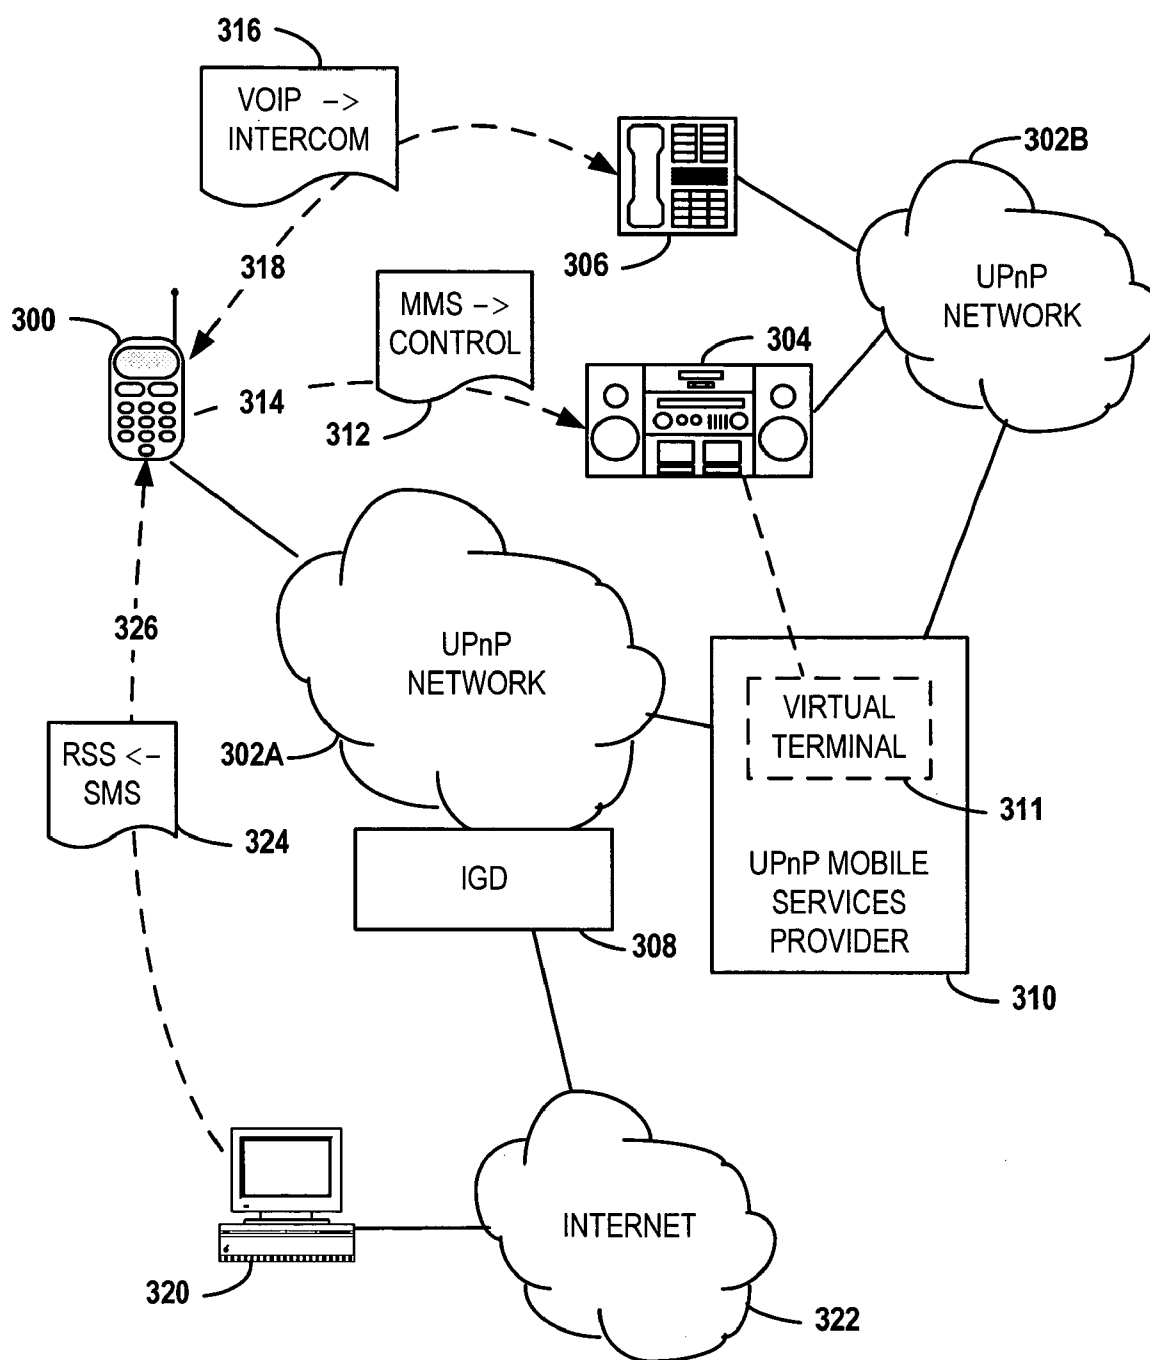 316
VOIP ->
INTERCOM
302B
306
318
UPnP
NETWORK
300
MMS ->
CONTROL
304
314
312
326
UPnP
NETWORK
VIRTUAL
TERMINAL
302A
RSS <-
SMS
311
324
UPnP MOBILE
SERVICES
PROVIDER
IGD
308
310
INTERNET
320
322